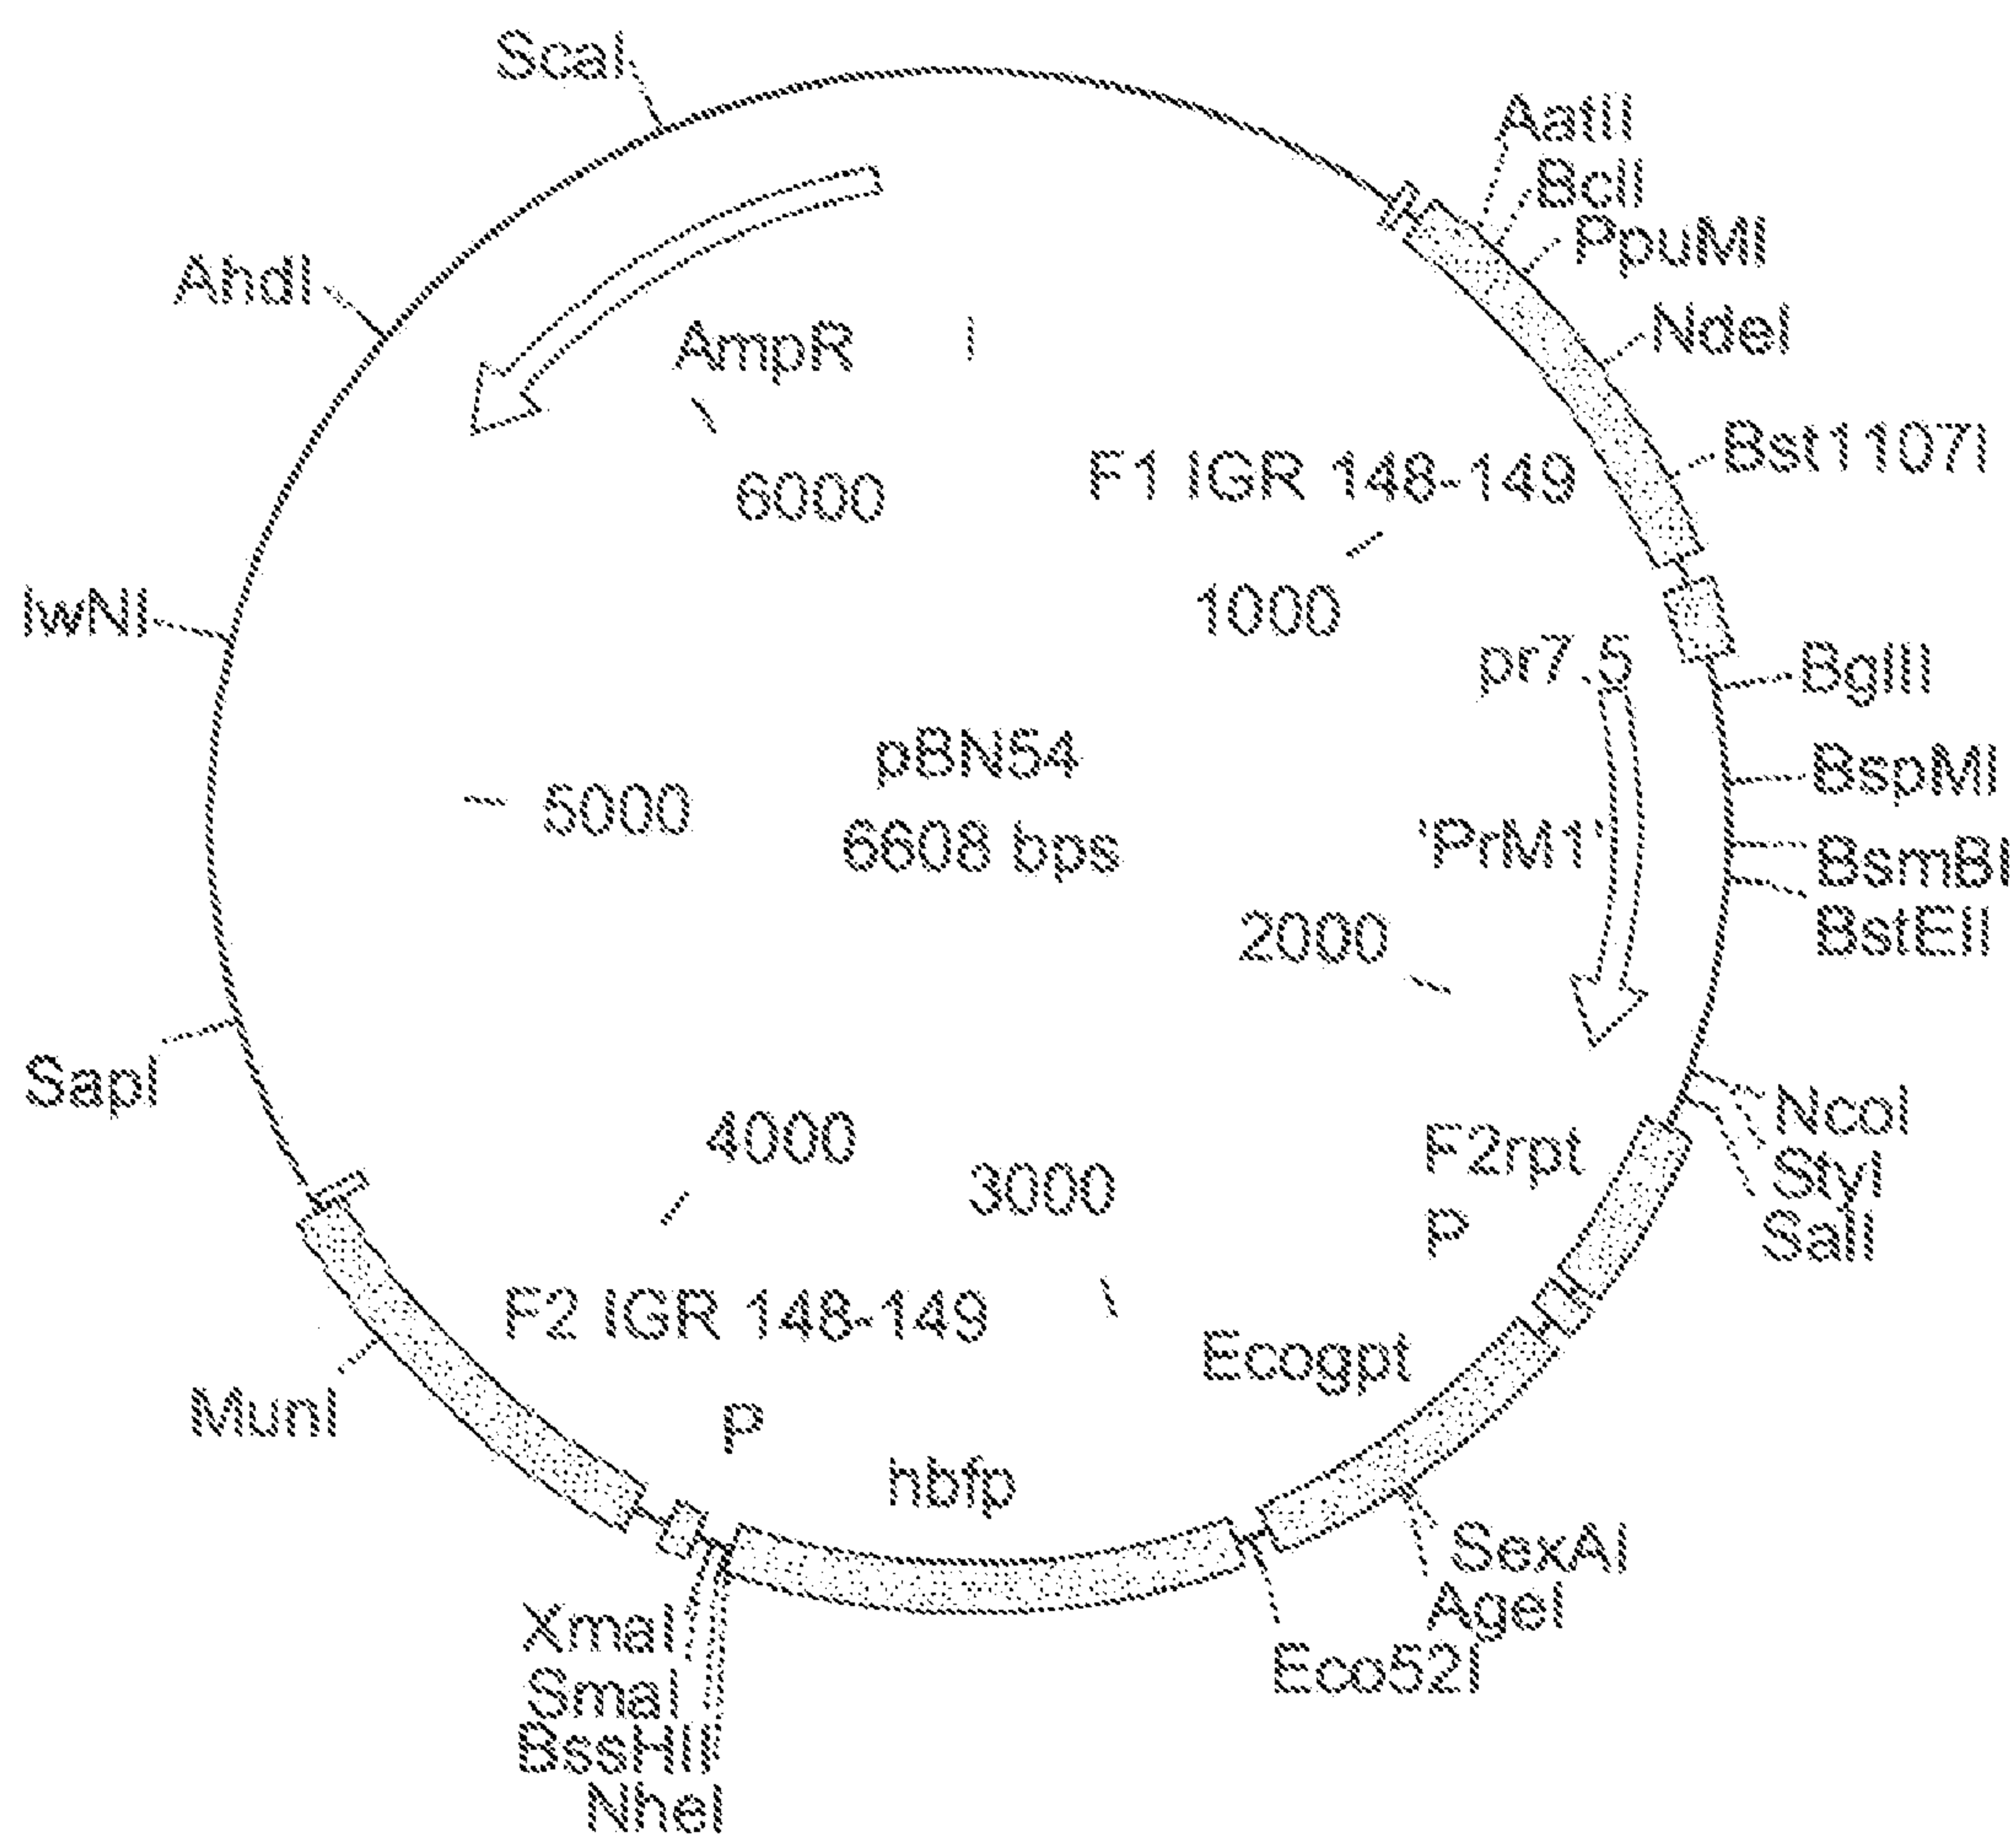 ScaI
AatII
BclI
PpuMI
NdeI
AhdI
AmpR
Bst1107I
F1 IGR 148-149
6000
1000
lwNI
pr7.5
BglII
pBN54
6608 bps
5000
BspMI
'PrM1'
BsmBI
BstEII
2000
SapI
NcoI
StyI
SalI
4000
3000
F2rpt
P
F2 IGR 148-149
Ecogpt
MunI
P
hbfp
SexAI
AgeI
Eco52I
XmaI
SmaI
BssHII
NheI